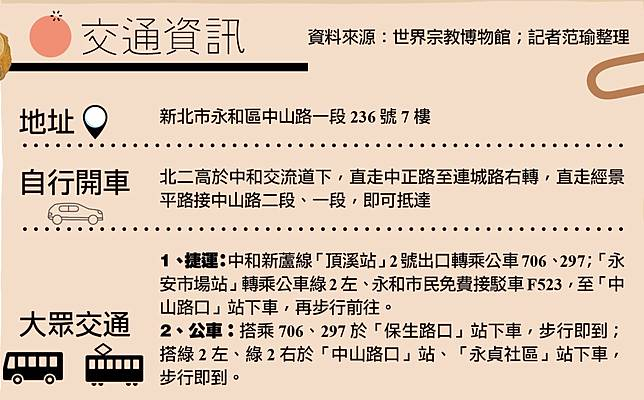 交通資訊
資料來源：世界宗教博物館；記者范瑜整理
地址
新北市永和區中山路一段 236 號 7 樓
自行開車
北二高於中和交流道下，直走中正路至連城路右轉，直走經景
平路接中山路二段、一段，即可抵達
大眾交通
1、捷運：中和新蘆線「頂溪站」2 號出口轉乘公車 706、297；「永
安市場站」轉乘公車綠 2 左、永和市民免費接駁車 F523，至「中
山路口」站下車，再步行前往。
2、公車：搭乘 706、297 於「保生路口」站下車，步行即到；
搭綠 2 左、綠 2 右於「中山路口」站、「永貞社區」站下車，
步行即到。